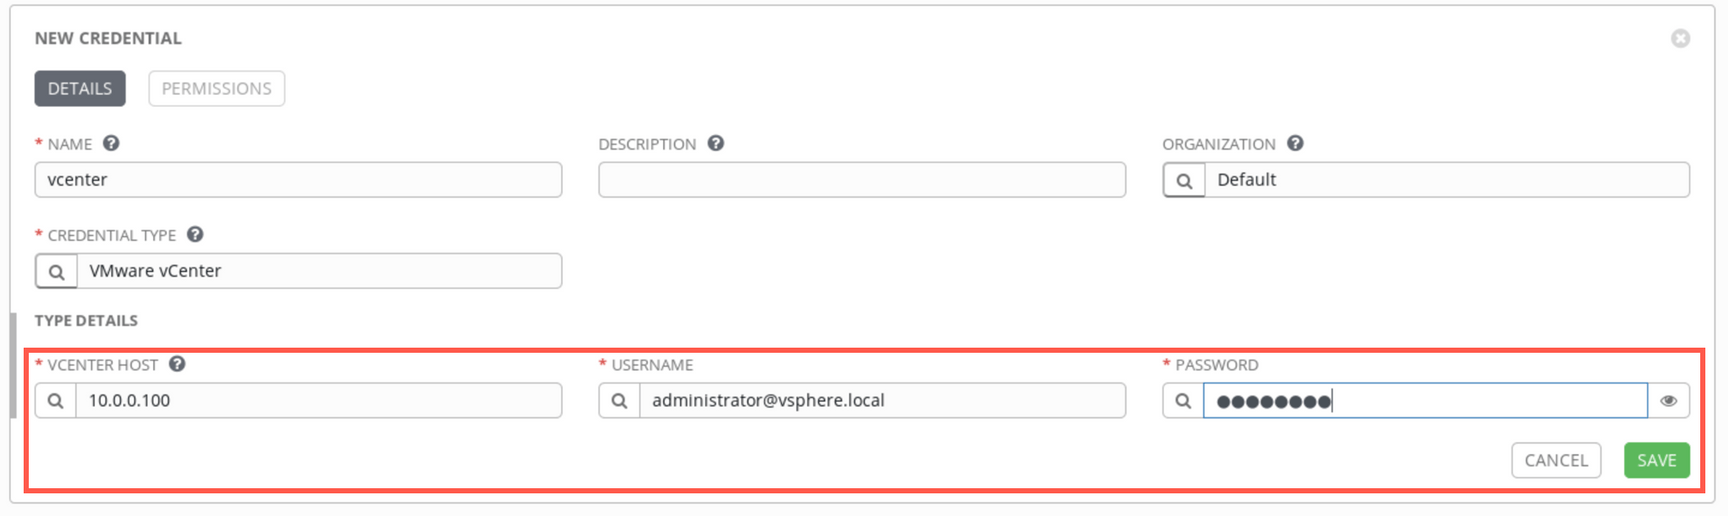 NEW CREDENTIAL
DETAILS PERMISSIONS
* NAME ? DESCRIPTION ? ORGANIZATION ?
vcenter Default
* CREDENTIAL TYPE ?
VMware vCenter
TYPE DETAILS
* VCENTER HOST ? * USERNAME * PASSWORD
10.0.0.100 administrator@vsphere.local ●●●●●●●●
CANCEL SAVE